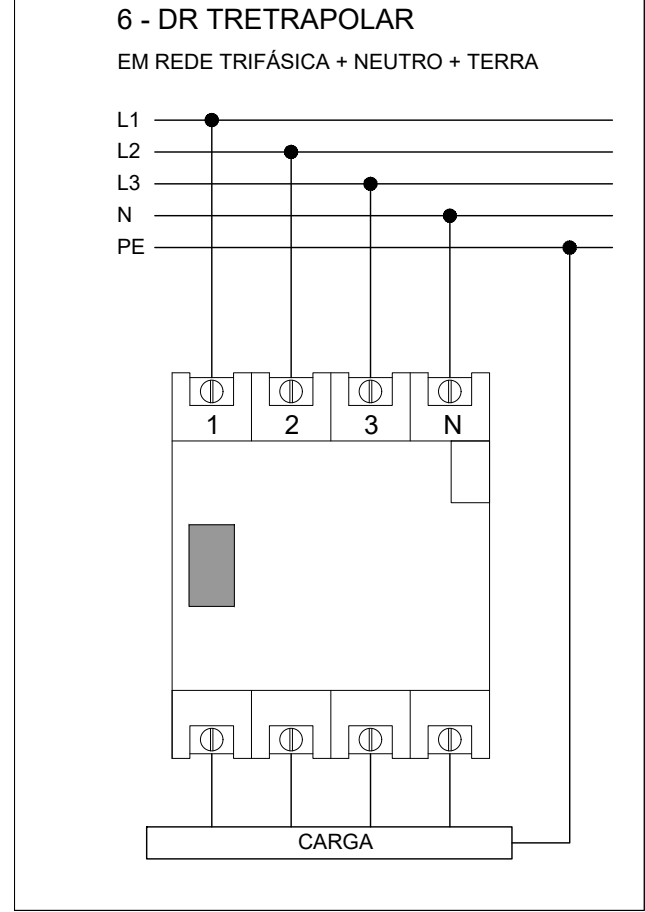 6 - DR TRETRAPOLAR
EM REDE TRIFÁSICA + NEUTRO + TERRA
L1
L2
L3
N
PE
1 2 3 N
CARGA